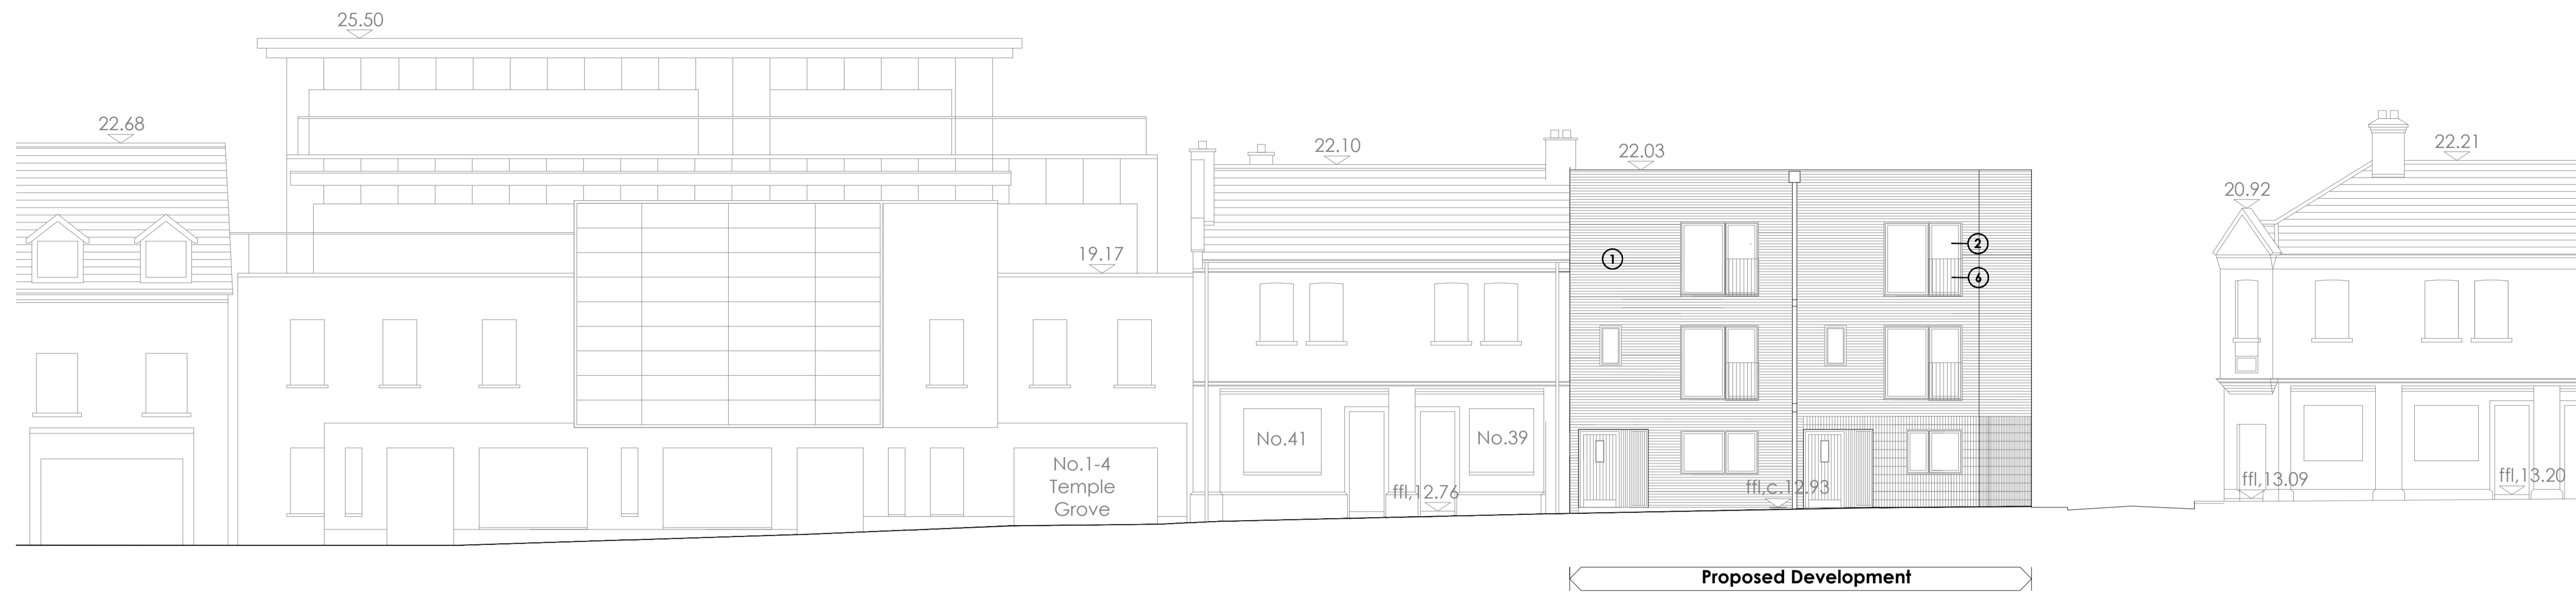 25.50
22.68
22.10
22.03
22.21
20.92
19.17
1
2
6
No.41
No.39
No.1-4
Temple
Grove
ffl,12.76
ffl,c.12.93
ffl,13.09
ffl,13.20
Proposed Development